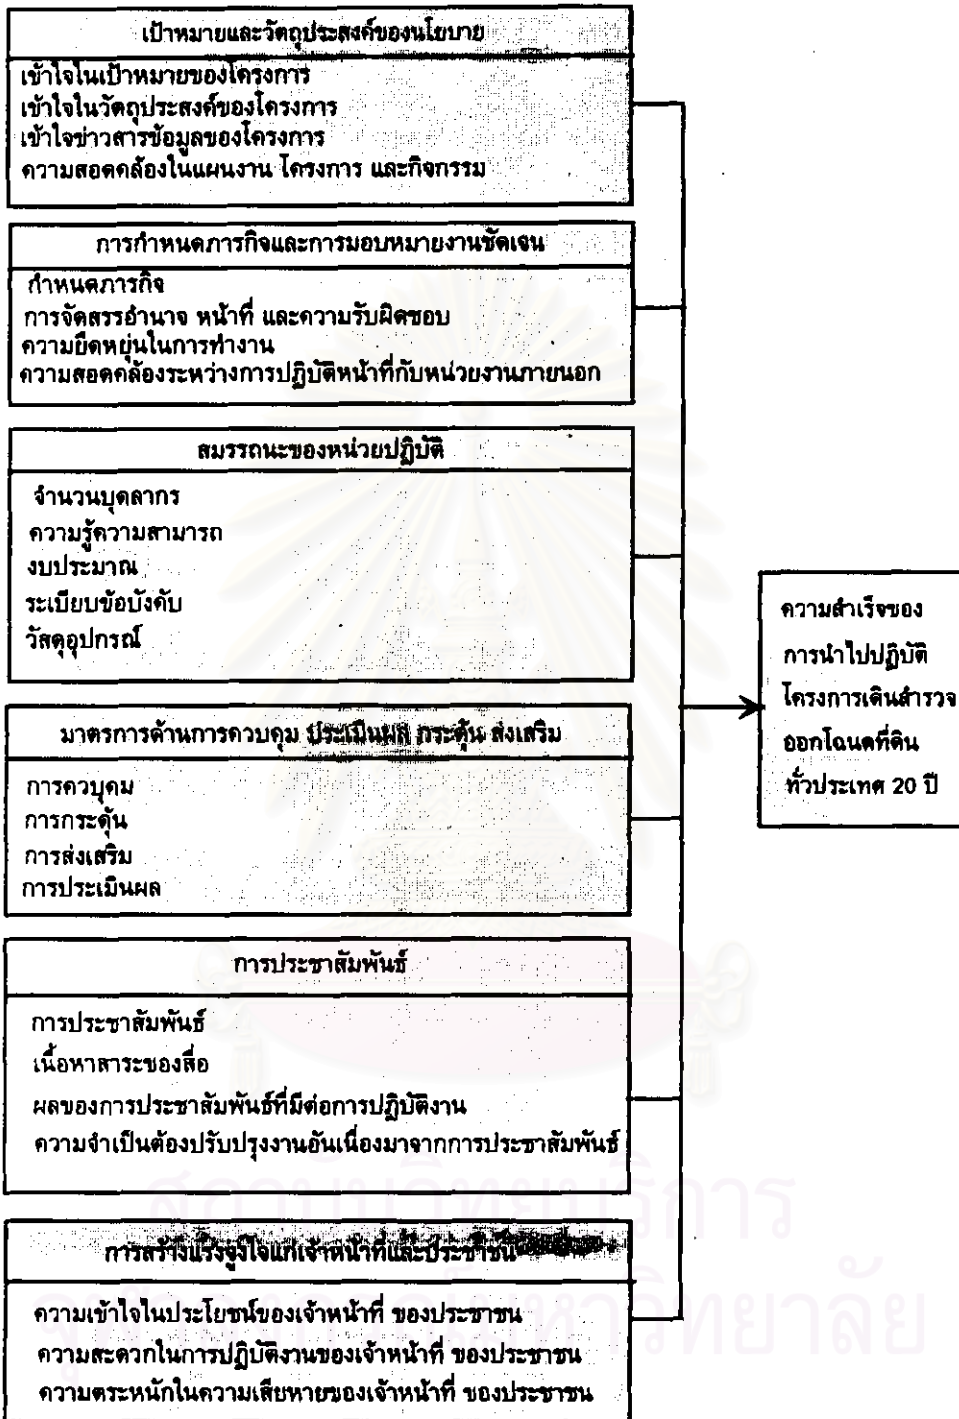 เป้าหมายและวัตถุประสงค์ของนโยบาย
เข้าใจในเป้าหมายของโครงการ
เข้าใจในวัตถุประสงค์ของโครงการ
เข้าใจข่าวสารข้อมูลของโครงการ
ความสอดคล้องในแผนงาน โครงการ และกิจกรรม
การกำหนดภารกิจและการมอบหมายงานชัดเจน
กำหนดภารกิจ
การจัดสรรอำนาจ หน้าที่ และความรับผิดชอบ
ความยืดหยุ่นในการทำงาน
ความสอดคล้องระหว่างการปฏิบัติหน้าที่กับหน่วยงานภายนอก
สมรรถนะของหน่วยปฏิบัติ
จำนวนบุคลากร
ความรู้ความสามารถ
งบประมาณ
ระเบียบข้อบังคับ
วัสดุอุปกรณ์
มาตรการด้านการควบคุม ประเมินผล กระตุ้น ส่งเสริม
การควบคุม
การกระตุ้น
การส่งเสริม
การประเมินผล
การประชาสัมพันธ์
การประชาสัมพันธ์
เนื้อหาสาระของสื่อ
ผลของการประชาสัมพันธ์ที่มีต่อการปฏิบัติงาน
ความจำเป็นต้องปรับปรุงงานอันเนื่องมาจากการประชาสัมพันธ์
การสร้างแรงจูงใจแก่เจ้าหน้าที่และประชาชน
ความเข้าใจในประโยชน์ของเจ้าหน้าที่ ของประชาชน
ความสะดวกในการปฏิบัติงานของเจ้าหน้าที่ ของประชาชน
ความตระหนักในความเสียหายของเจ้าหน้าที่ ของประชาชน
ความสำเร็จของ
การนำไปปฏิบัติ
โครงการเดินสำรวจ
ออกโฉนดที่ดิน
ทั่วประเทศ 20 ปี
สถาบันวิทยบริการ
จุฬาลงกรณ์มหาวิทยาลัย